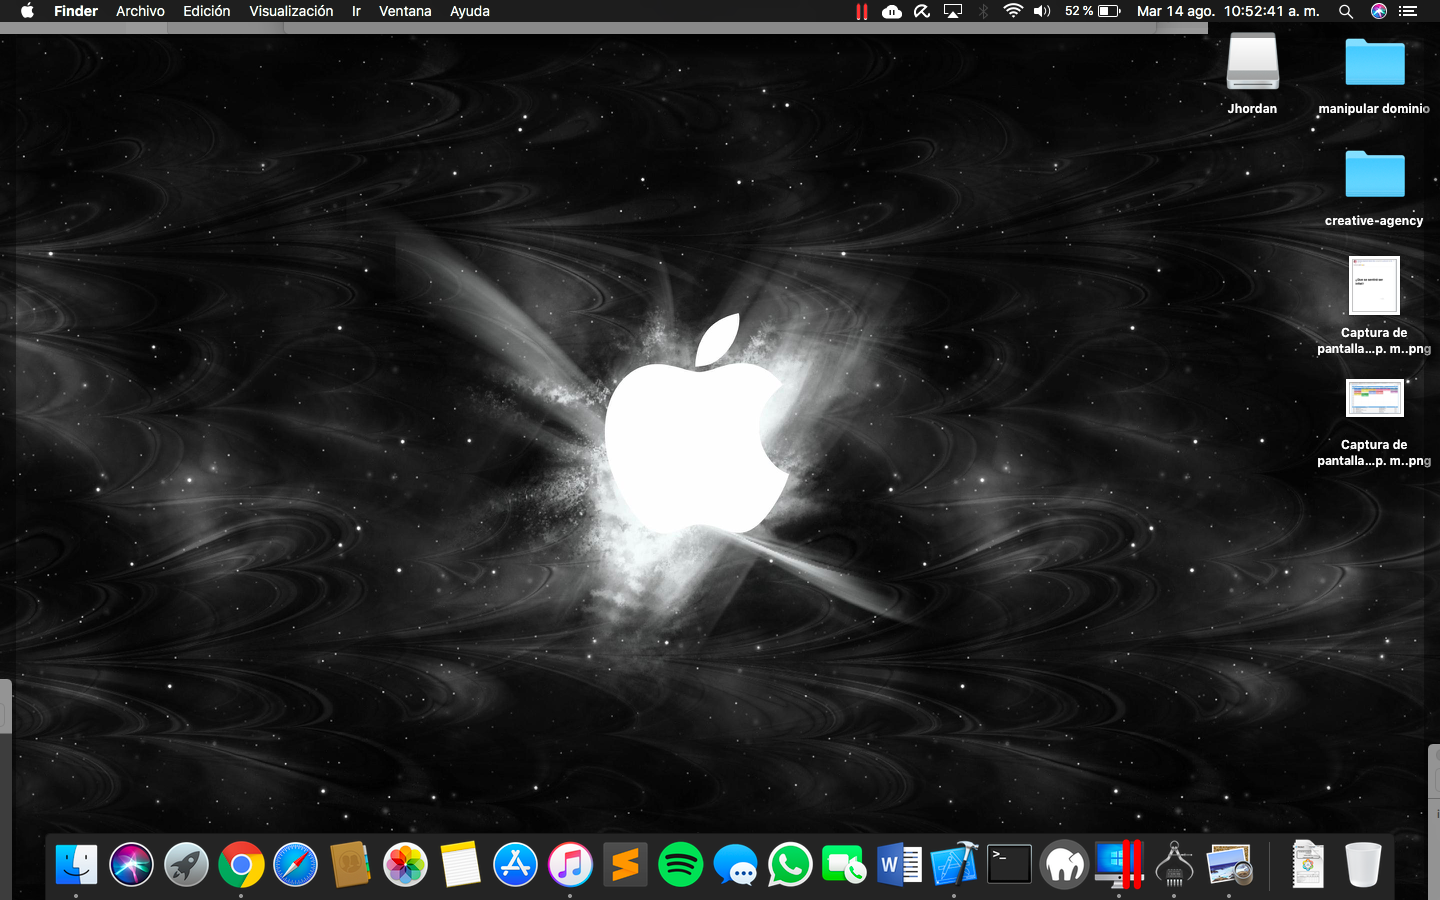 Finder Archivo Edición Visualización Ir Ventana Ayuda 52 % Mar 14 ago. 10:52:41 a. m.
Jhordan
manipular dominio
creative-agency
Captura de
pantalla...p. m..png
Captura de
pantalla...p. m..png
>_
W